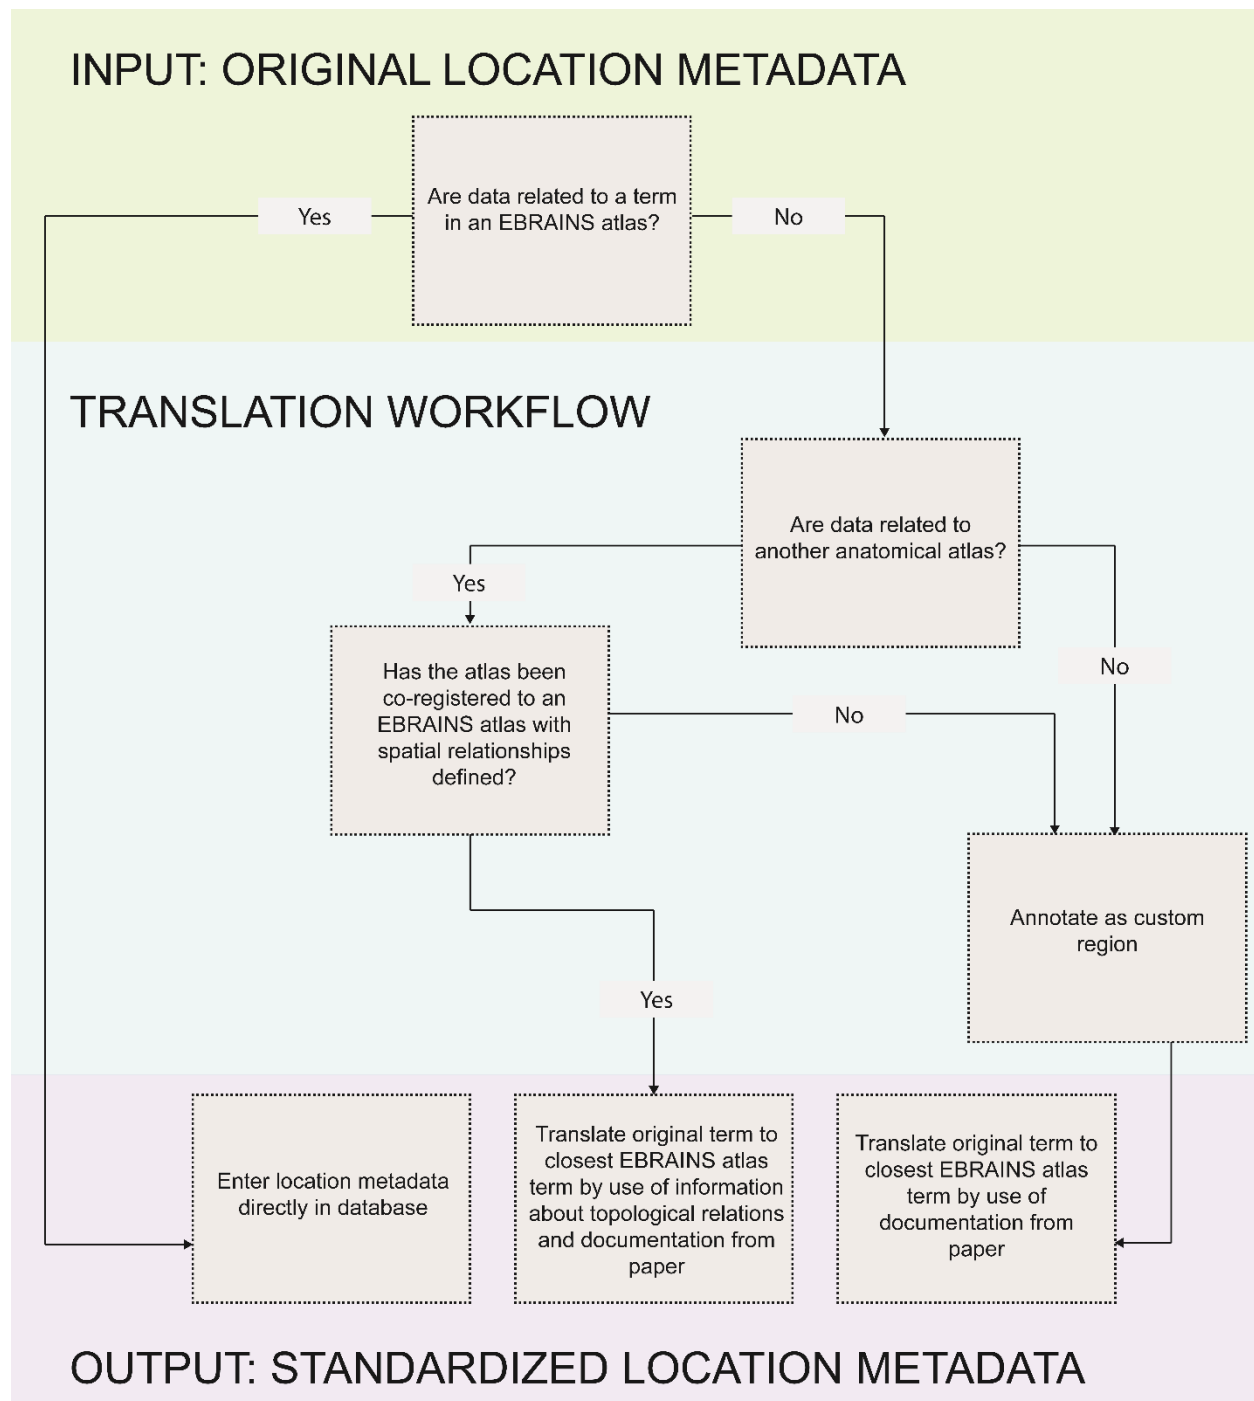 INPUT: ORIGINAL LOCATION METADATA
Are data related to a term
in an EBRAINS atlas?
Yes
No
TRANSLATION WORKFLOW
Are data related to
another anatomical atlas?
Yes
No
Has the atlas been
co-registered to an
EBRAINS atlas with
spatial relationships
defined?
No
Annotate as custom
region
Yes
Enter location metadata
directly in database
Translate original term to
closest EBRAINS atlas
term by use of information
about topological relations
and documentation from
paper
Translate original term to
closest EBRAINS atlas
term by use of
documentation from
paper
OUTPUT: STANDARDIZED LOCATION METADATA